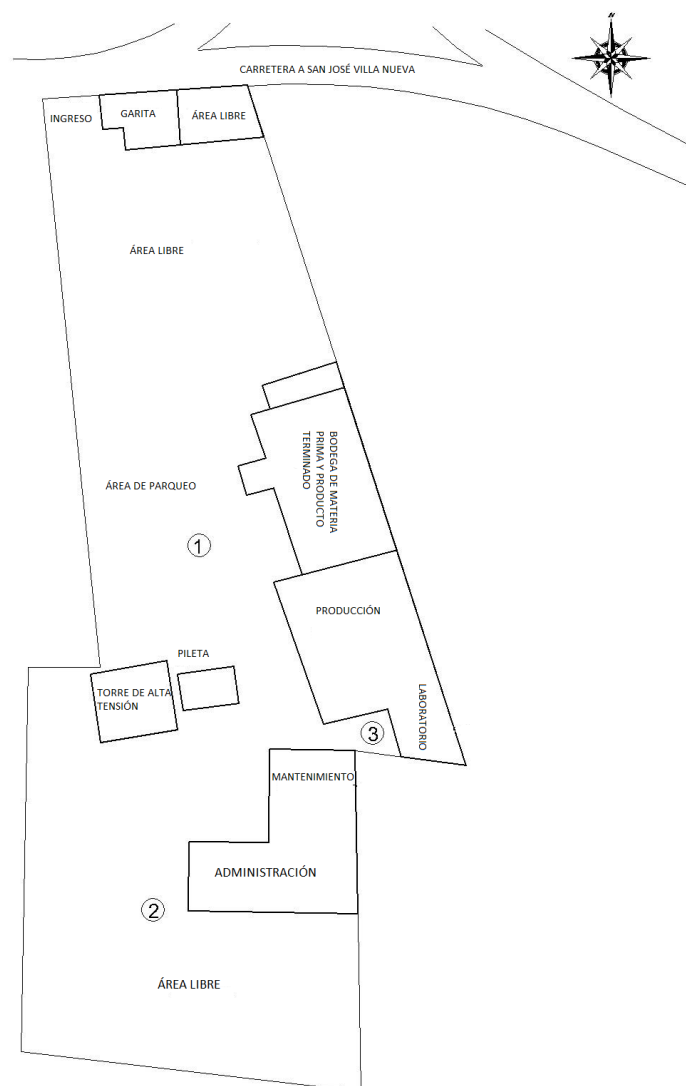 N
CARRETERA A SAN JOSÉ VILLA NUEVA
INGRESO
GARITA
ÁREA LIBRE
ÁREA LIBRE
BODEGA DE MATERIA
PRIMA Y PRODUCTO
TERMINADO
ÁREA DE PARQUEO
1
PRODUCCIÓN
PILETA
TORRE DE ALTA
TENSIÓN
LABORATORIO
3
MANTENIMIENTO
ADMINISTRACIÓN
2
ÁREA LIBRE